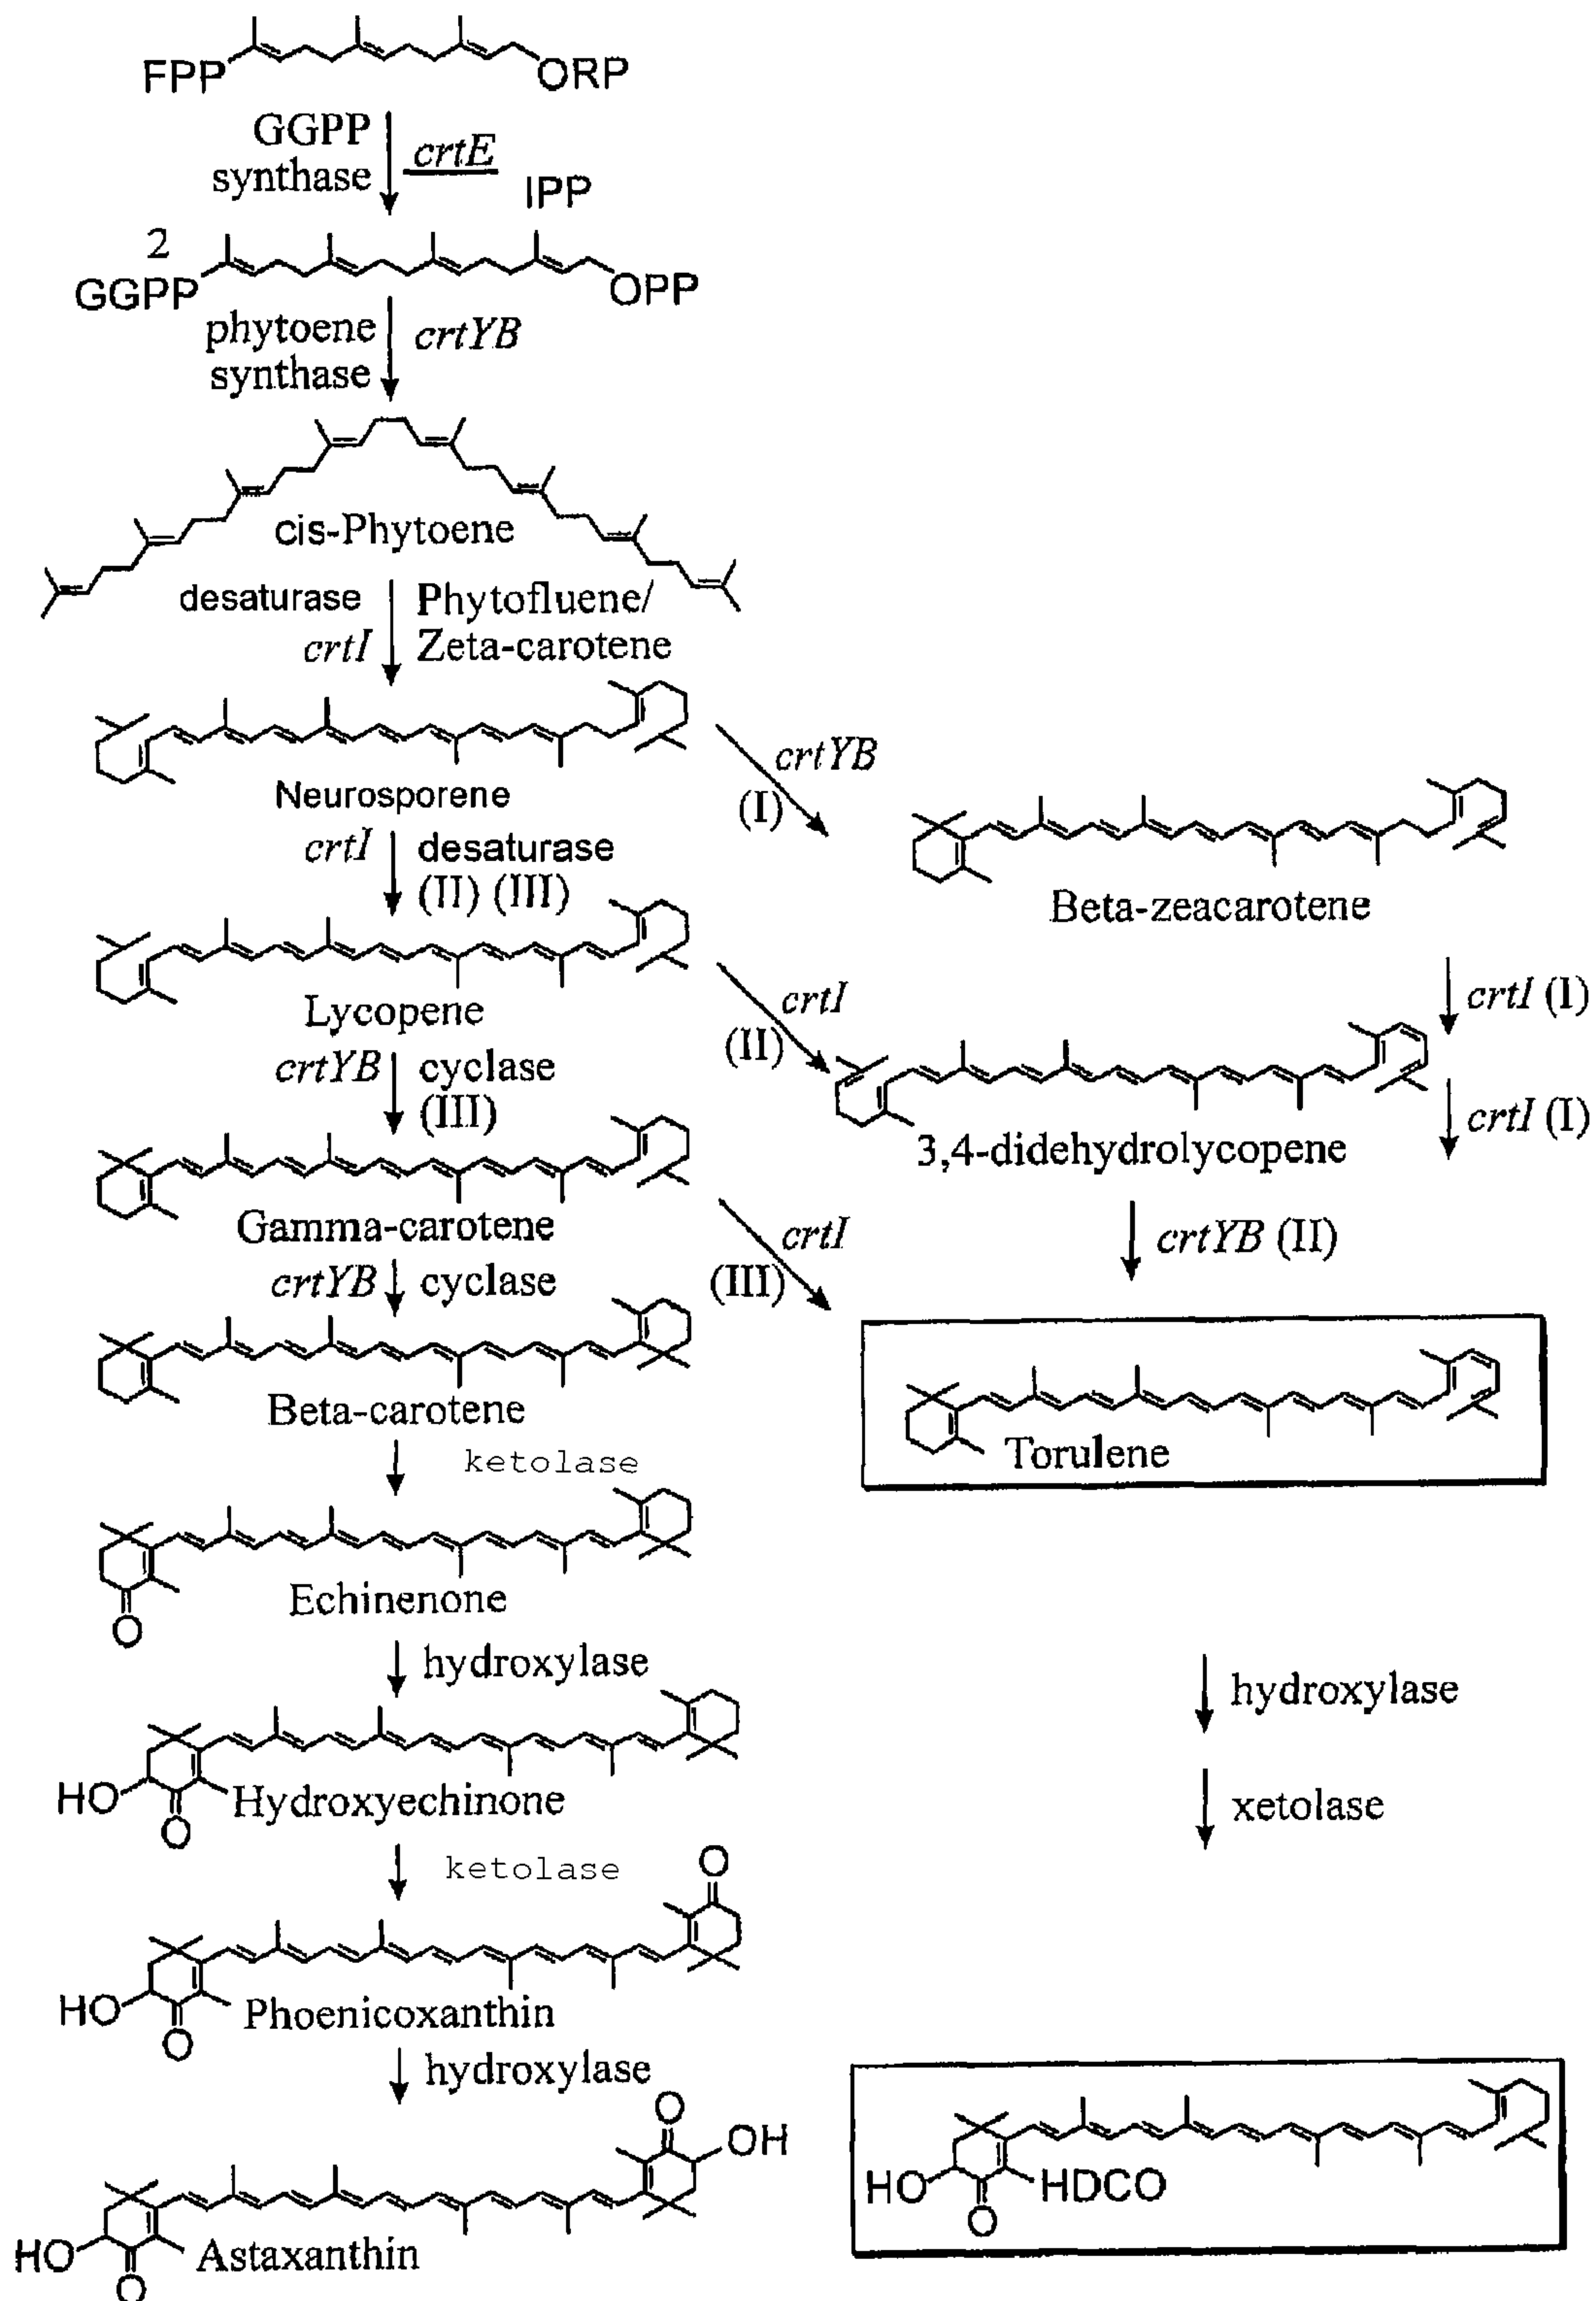 FPP
ORP
GGPP
synthase
crtE
IPP
2
GGPP
OPP
phytoene
synthase
crtYB
cis-Phytoene
desaturase
crtI
Phytofluene/
Zeta-carotene
Neurosporene
crtYB
(I)
crtI
desaturase
(II) (III)
Beta-zeacarotene
Lycopene
crtI
(II)
crtI (I)
crtYB
cyclase
(III)
3,4-didehydrolycopene
crtI (I)
Gamma-carotene
crtI
(III)
crtYB (II)
crtYB
cyclase
Beta-carotene
Torulene
ketolase
Echinenone
O
hydroxylase
hydroxylase
HO
O
Hydroxyechinone
xetolase
ketolase
O
HO
O
Phoenicoxanthin
hydroxylase
O
OH
HO
O
Astaxanthin
HO
O
HDCO